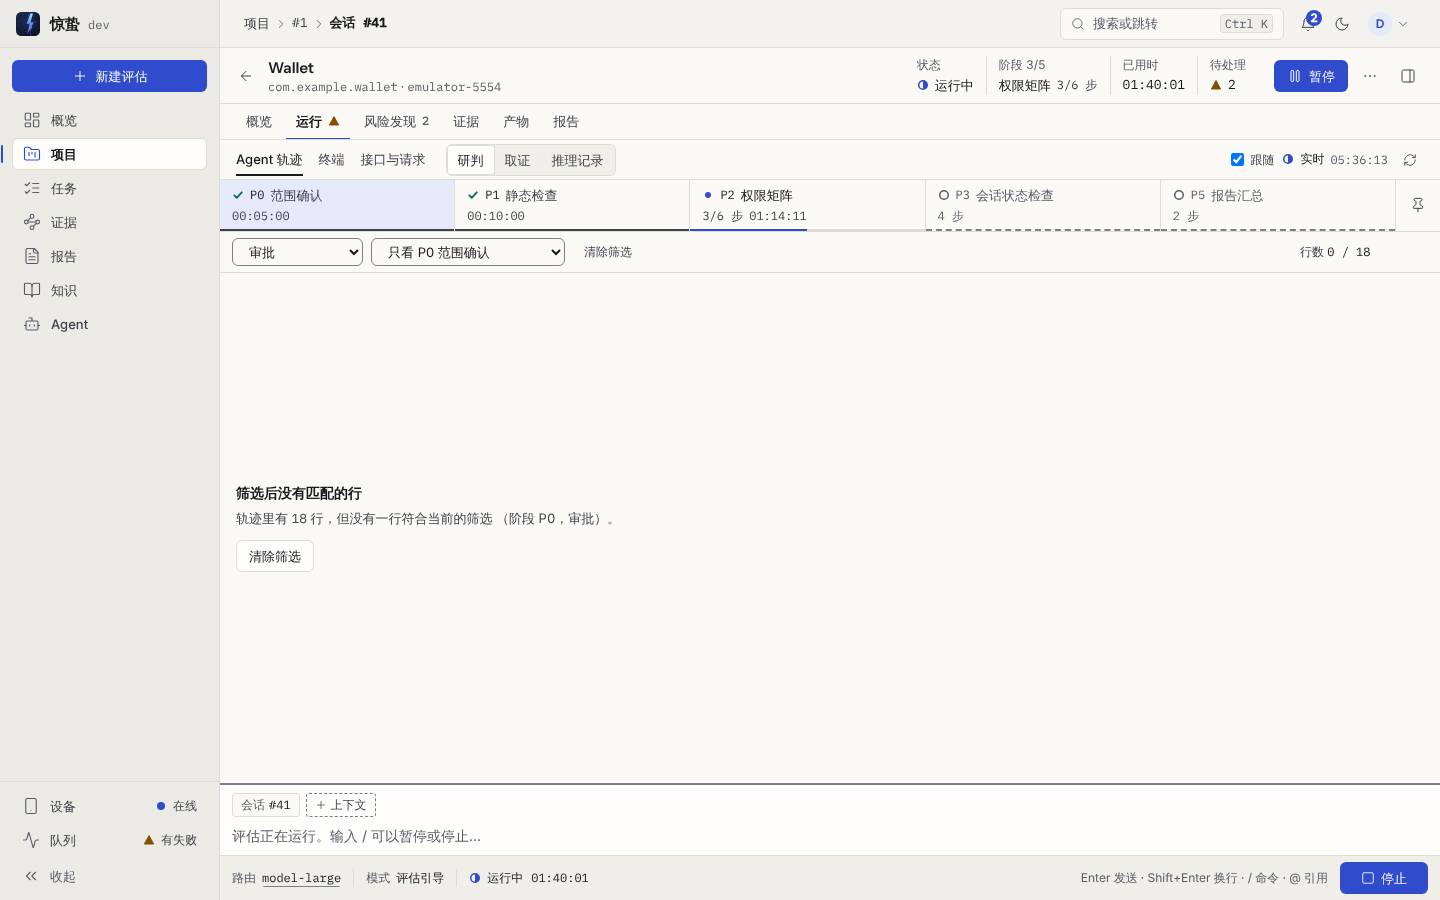 惊蛰 dev
项目 > #1 > 会话 #41
搜索或跳转 Ctrl K
2
D
新建评估
概览
项目
任务
证据
报告
知识
Agent
设备 在线
队列 有失败
收起
Wallet
com.example.wallet · emulator-5554
状态
运行中
阶段 3/5
权限矩阵 3/6 步
已用时
01:40:01
待处理
2
暂停
概览 运行 风险发现 2 证据 产物 报告
Agent 轨迹 终端 接口与请求 研判 取证 推理记录
跟随 实时 05:36:13
P0 范围确认
00:05:00
P1 静态检查
00:10:00
P2 权限矩阵
3/6 步 01:14:11
P3 会话状态检查
4 步
P5 报告汇总
2 步
审批 只看 P0 范围确认 清除筛选 行数 0 / 18
筛选后没有匹配的行
轨迹里有 18 行，但没有一行符合当前的筛选 （阶段 P0，审批）。
清除筛选
会话 #41 + 上下文
评估正在运行。输入 / 可以暂停或停止...
路由 model-large 模式 评估引导 运行中 01:40:01
Enter 发送 · Shift+Enter 换行 · / 命令 · @ 引用
停止